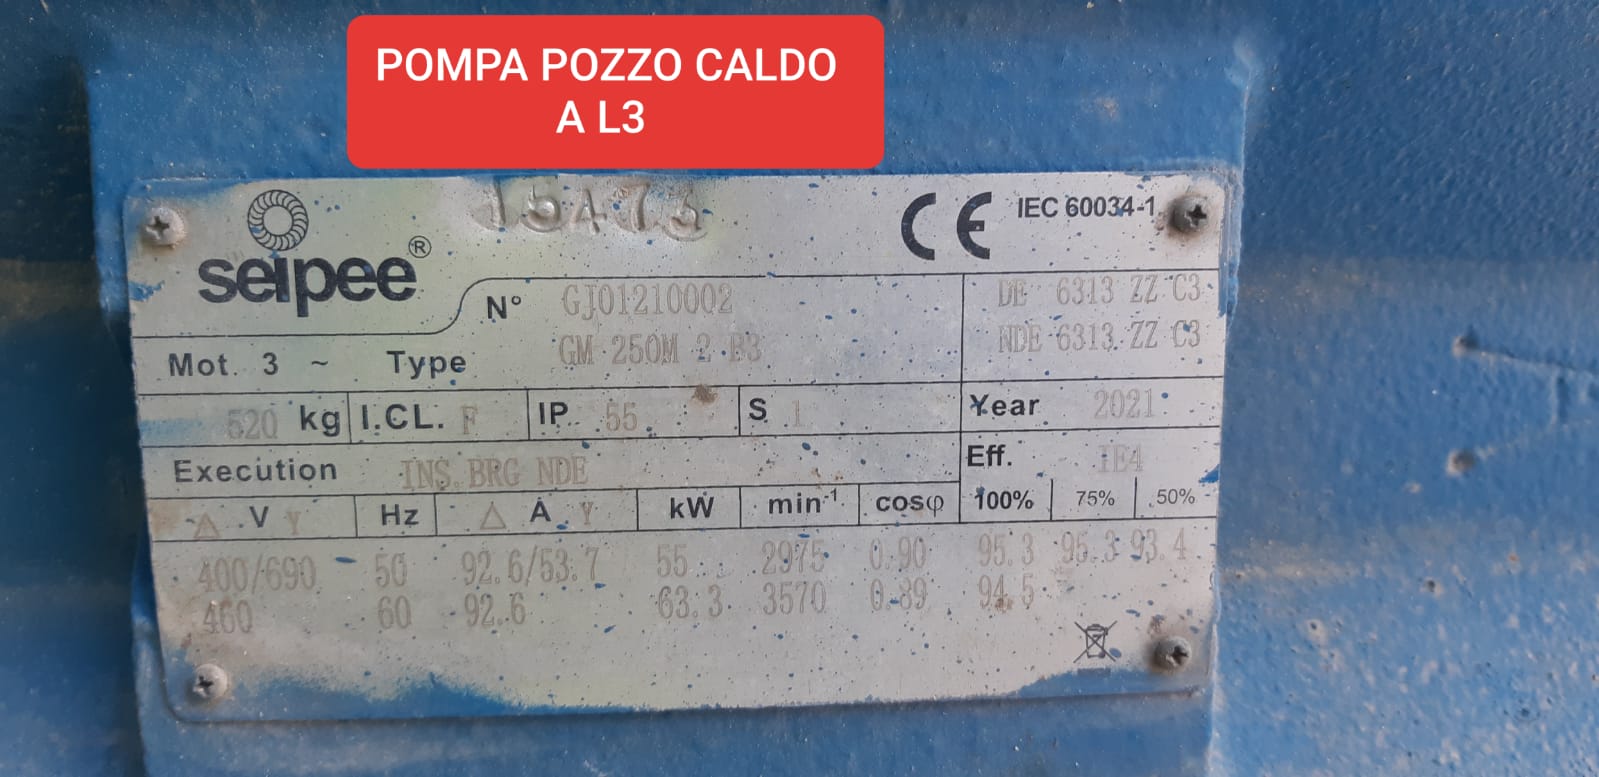 POMPA POZZO CALDO
A L3
15473
IEC 60034-1
seipee®
N° GJ01210002
DE 6313 ZZ C3
NDE 6313 ZZ C3
Mot. 3 ~ Type GM 250M 2 B3
520 kg I.CL. F IP 55 S 1 Year 2021
Execution INS. BRG NDE Eff. IE4
△ V Y Hz △ A Y kW min-1 cosφ 100% 75% 50%
400/690 50 92.6/53.7 55 2975 0.90 95.3 95.3 93.4
460 60 92.6 63.3 3570 0.89 94.5